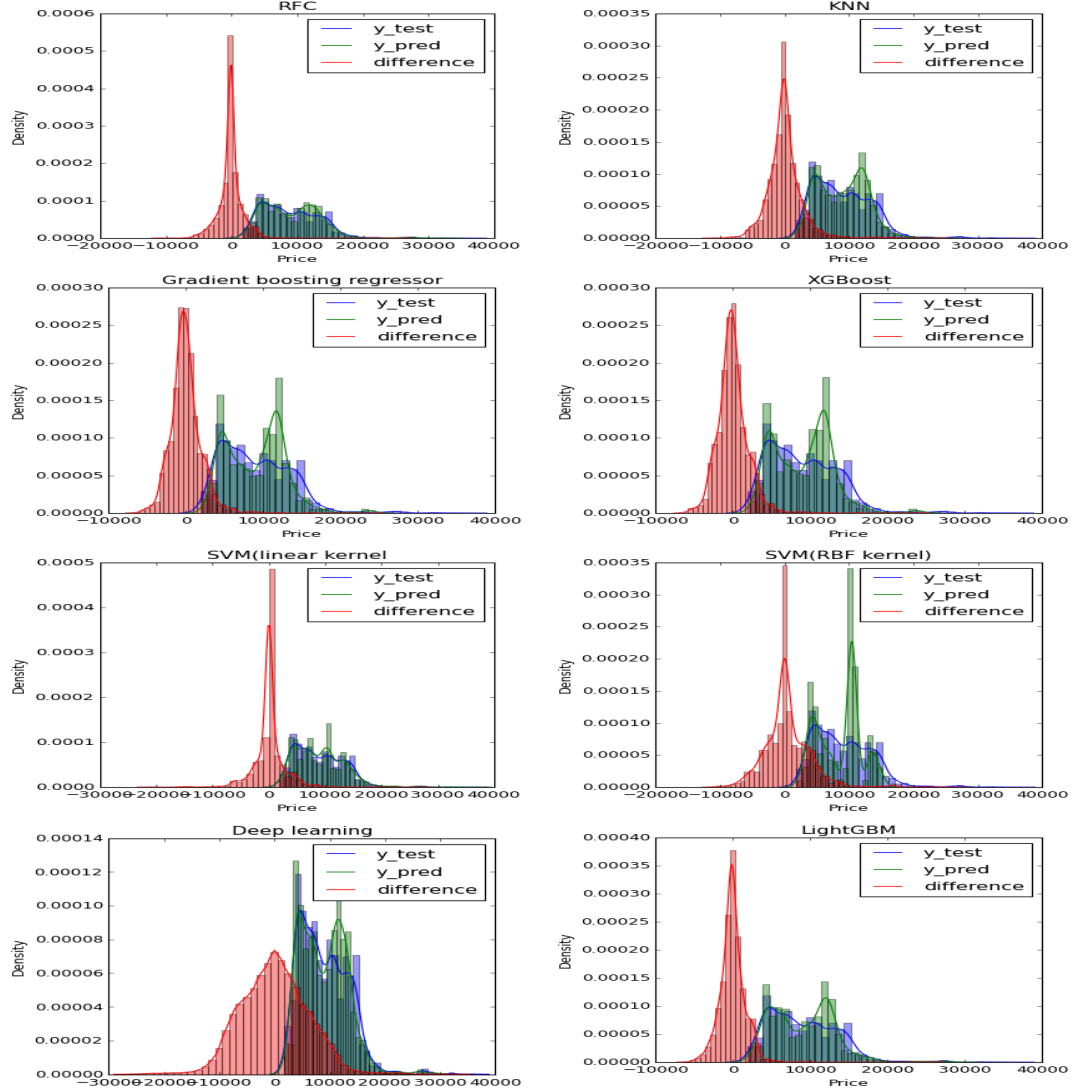 RFC
0.0006
0.0005
0.0004
0.0003
0.0002
0.0001
0.0000
−20000 −10000 0 10000 20000 30000 40000
Density
Price
y_test
y_pred
difference
KNN
0.00035
0.00030
0.00025
0.00020
0.00015
0.00010
0.00005
0.00000
−20000 −10000 0 10000 20000 30000 40000
Density
Price
y_test
y_pred
difference
Gradient boosting regressor
0.00030
0.00025
0.00020
0.00015
0.00010
0.00005
0.00000
−10000 0 10000 20000 30000 40000
Density
Price
y_test
y_pred
difference
XGBoost
0.00030
0.00025
0.00020
0.00015
0.00010
0.00005
0.00000
−10000 0 10000 20000 30000 40000
Density
Price
y_test
y_pred
difference
SVM(linear kernel
0.0005
0.0004
0.0003
0.0002
0.0001
0.0000
−30000 −20000 −10000 0 10000 20000 30000 40000
Density
Price
y_test
y_pred
difference
SVM(RBF kernel)
0.00035
0.00030
0.00025
0.00020
0.00015
0.00010
0.00005
0.00000
−20000 −10000 0 10000 20000 30000 40000
Density
Price
y_test
y_pred
difference
Deep learning
0.00014
0.00012
0.00010
0.00008
0.00006
0.00004
0.00002
0.00000
−30000 −20000 −10000 0 10000 20000 30000 40000
Density
Price
y_test
y_pred
difference
LightGBM
0.00040
0.00035
0.00030
0.00025
0.00020
0.00015
0.00010
0.00005
0.00000
−10000 0 10000 20000 30000 40000
Density
Price
y_test
y_pred
difference